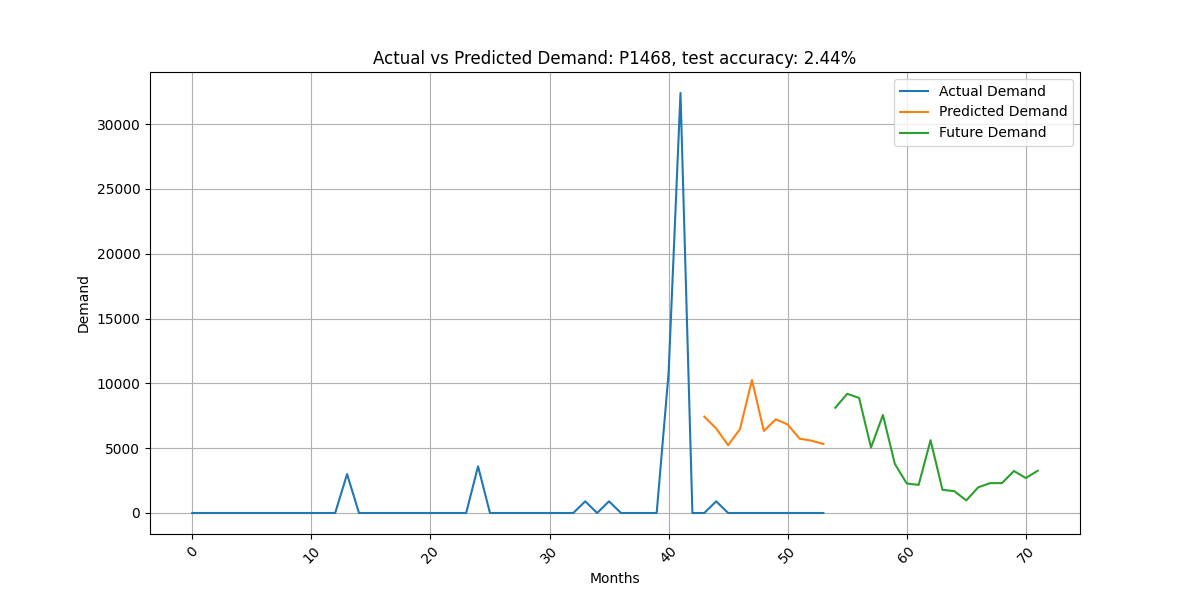 Actual vs Predicted Demand: P1468, test accuracy: 2.44%
Actual Demand
Predicted Demand
Future Demand
30000
25000
20000
15000
10000
5000
0
Demand
0
10
20
30
40
50
60
70
Months